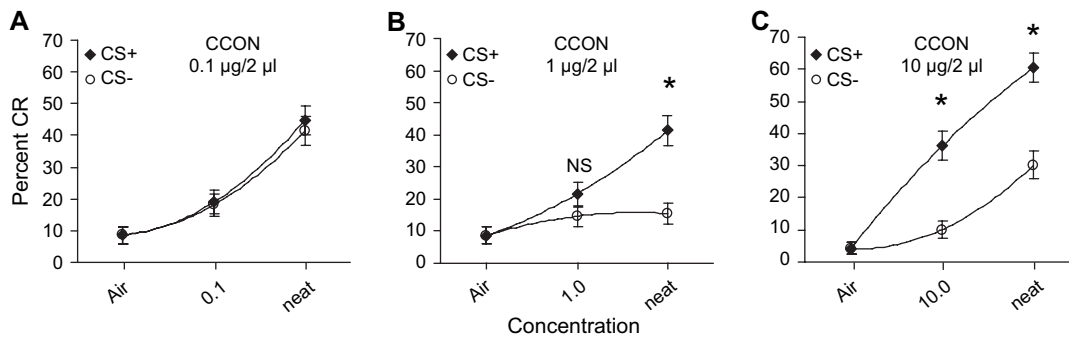 A
CCON
0.1 µg/2 µl
CS+
CS-
Percent CR
70
60
50
40
30
20
10
0
Air
0.1
neat
B
CCON
1 µg/2 µl
CS+
CS-
*
NS
70
60
50
40
30
20
10
0
Air
1.0
neat
Concentration
C
CCON
10 µg/2 µl
CS+
CS-
*
*
70
60
50
40
30
20
10
0
Air
10.0
neat